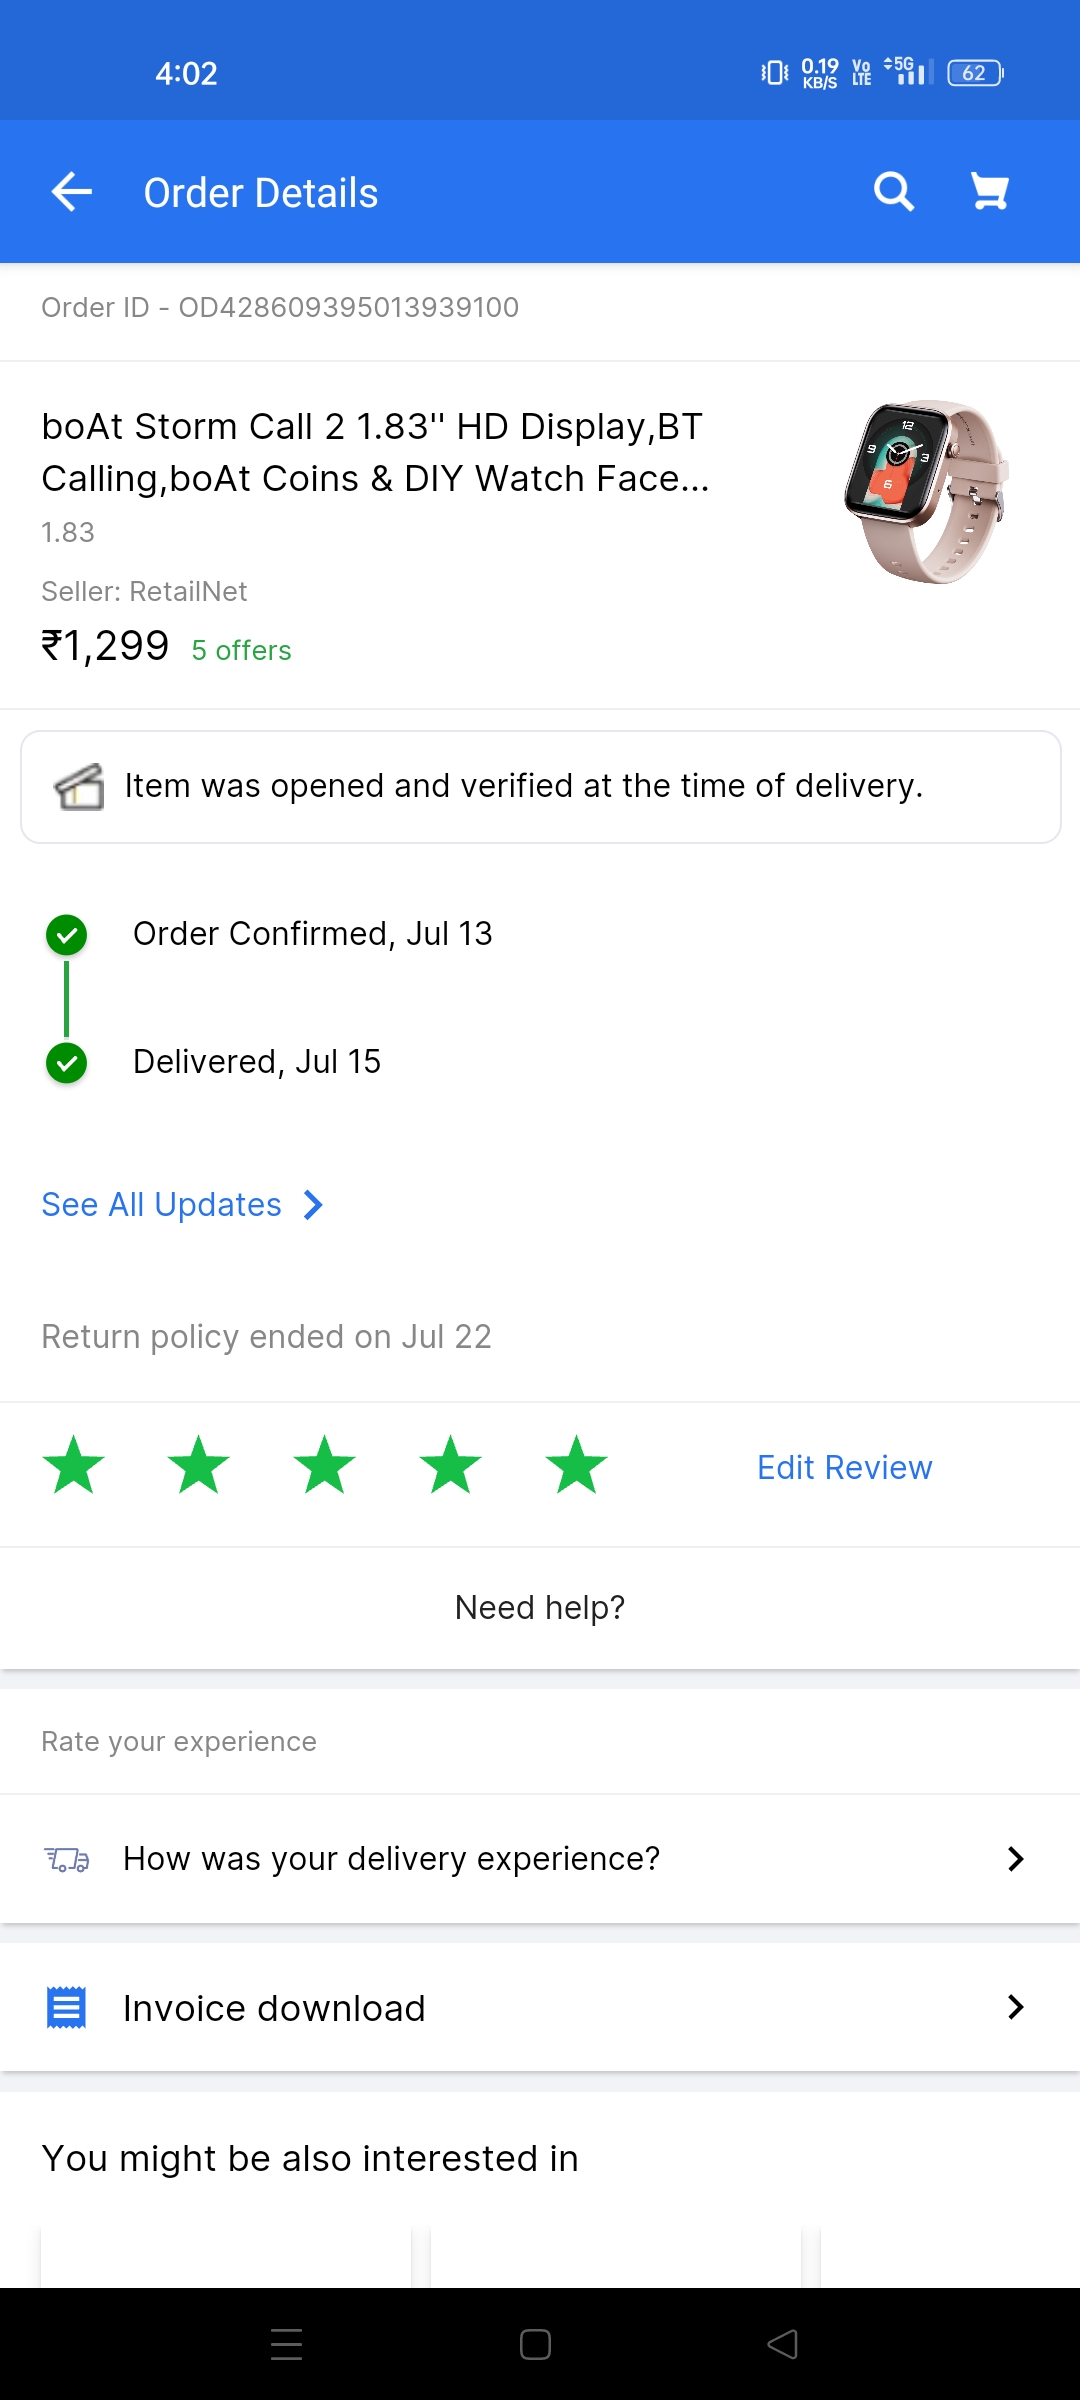 4:02
0.19
KB/S
Vo
LTE
5G
62
Order Details
Order ID - OD428609395013939100
boAt Storm Call 2 1.83'' HD Display,BT
Calling,boAt Coins & DIY Watch Face...
1.83
Seller: RetailNet
₹1,299 5 offers
12
9
3
6
Item was opened and verified at the time of delivery.
Order Confirmed, Jul 13
Delivered, Jul 15
See All Updates
Return policy ended on Jul 22
Edit Review
Need help?
Rate your experience
How was your delivery experience?
Invoice download
You might be also interested in